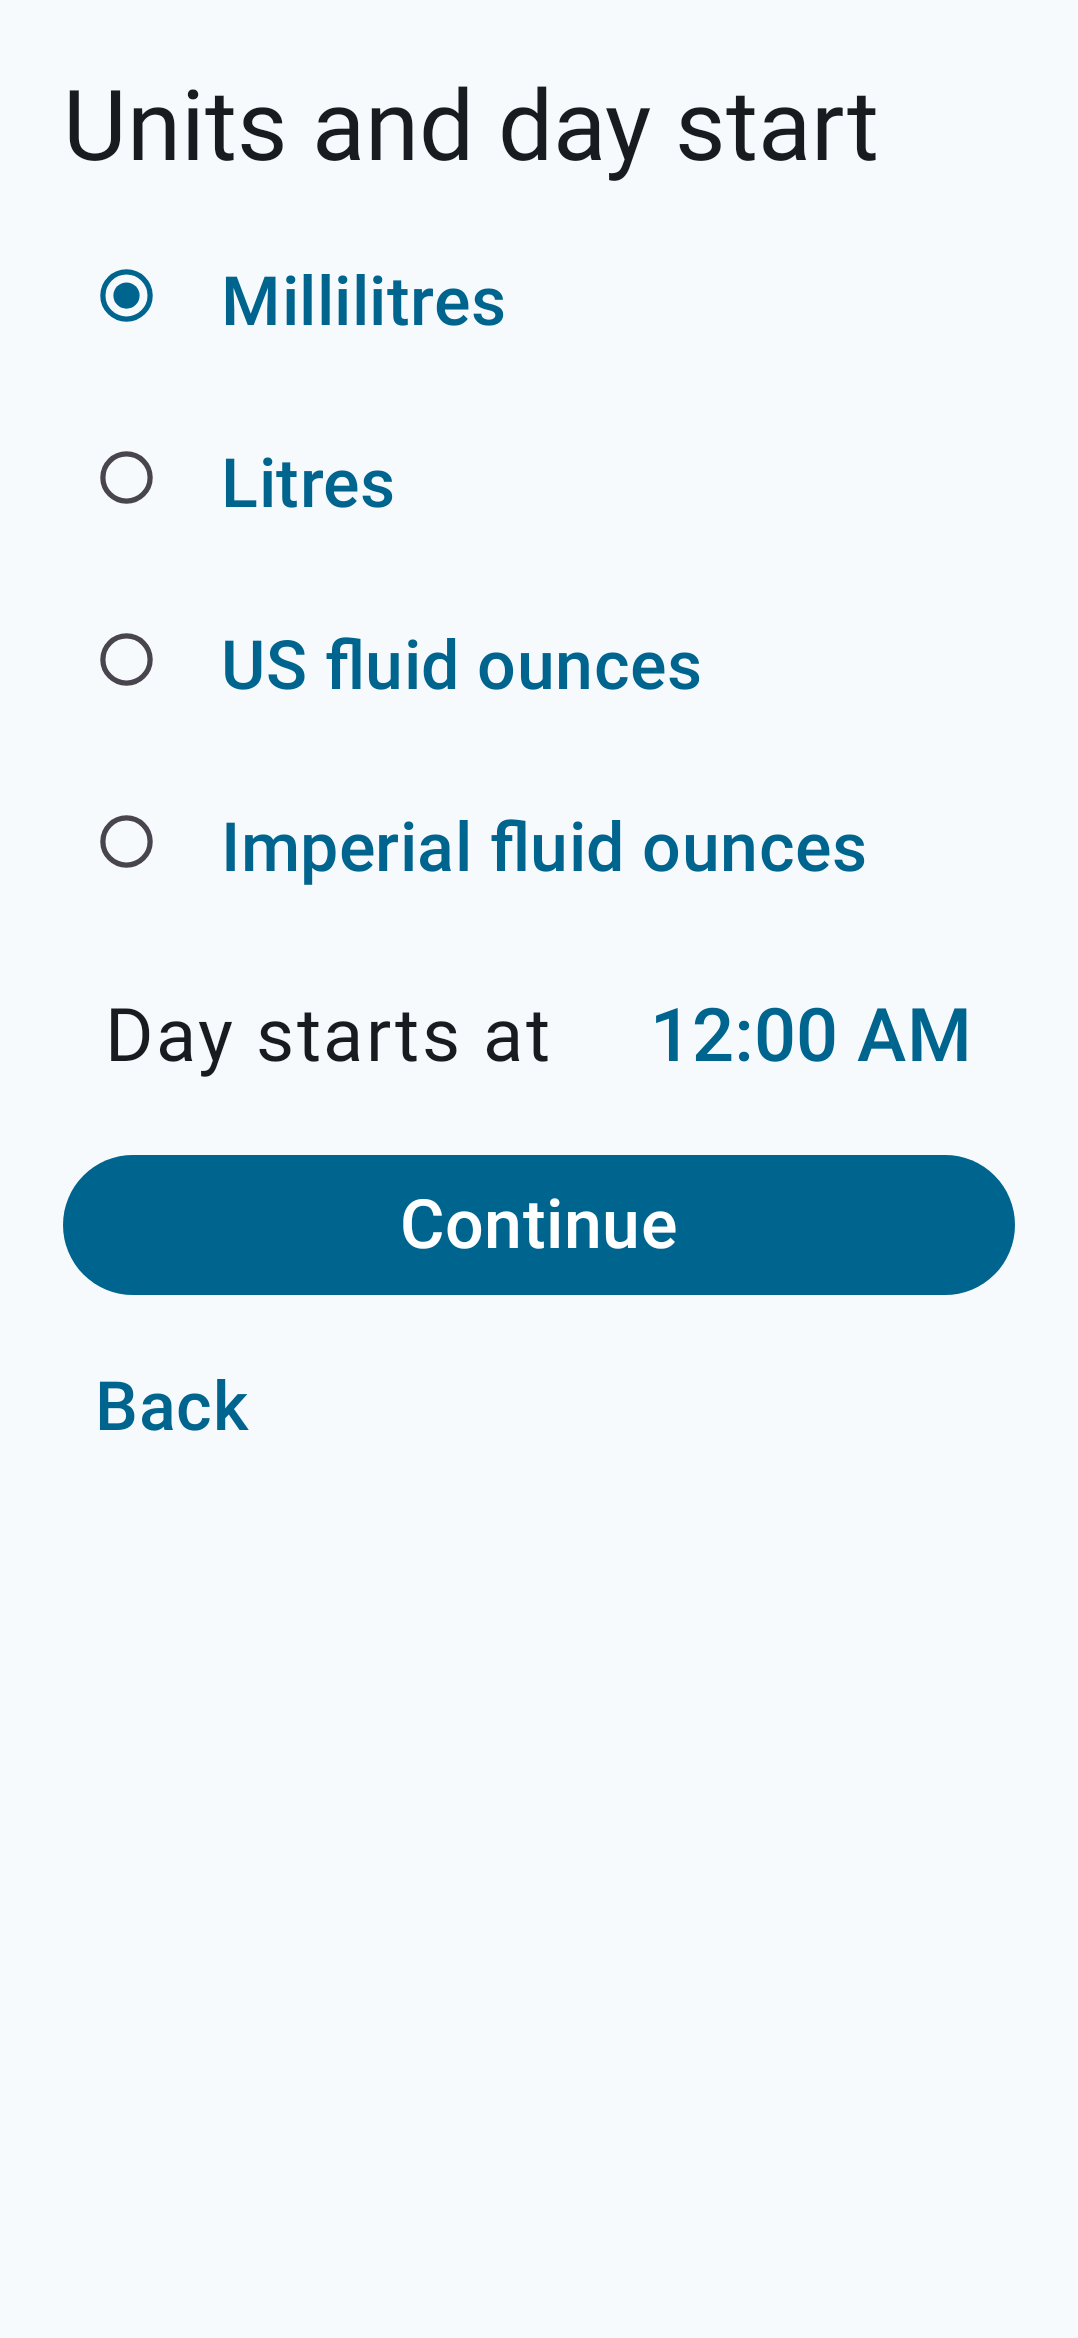 Units and day start
Millilitres
Litres
US fluid ounces
Imperial fluid ounces
Day starts at 12:00 AM
Continue
Back